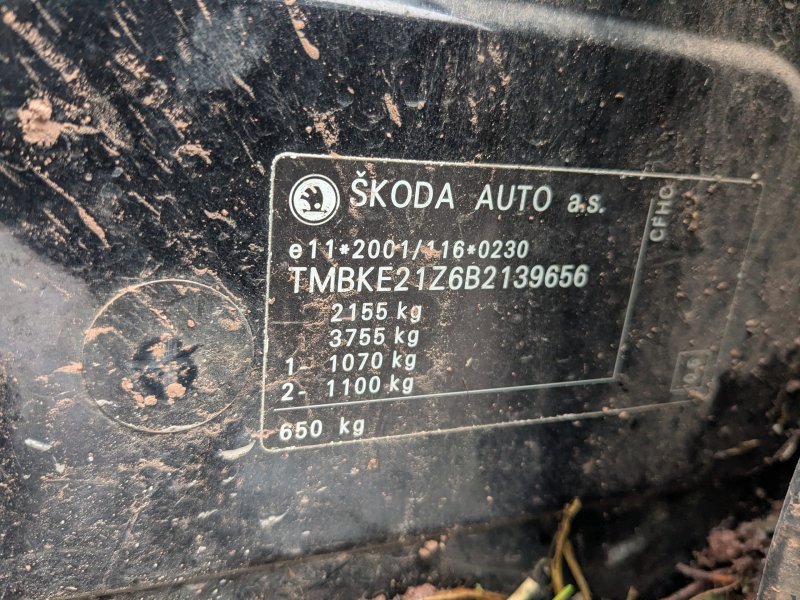 ŠKODA AUTO a.s.
e11*2001/116*0230
TMBKE21Z6B2139656
2155 kg
3755 kg
1- 1070 kg
2- 1100 kg
650 kg
CFHC